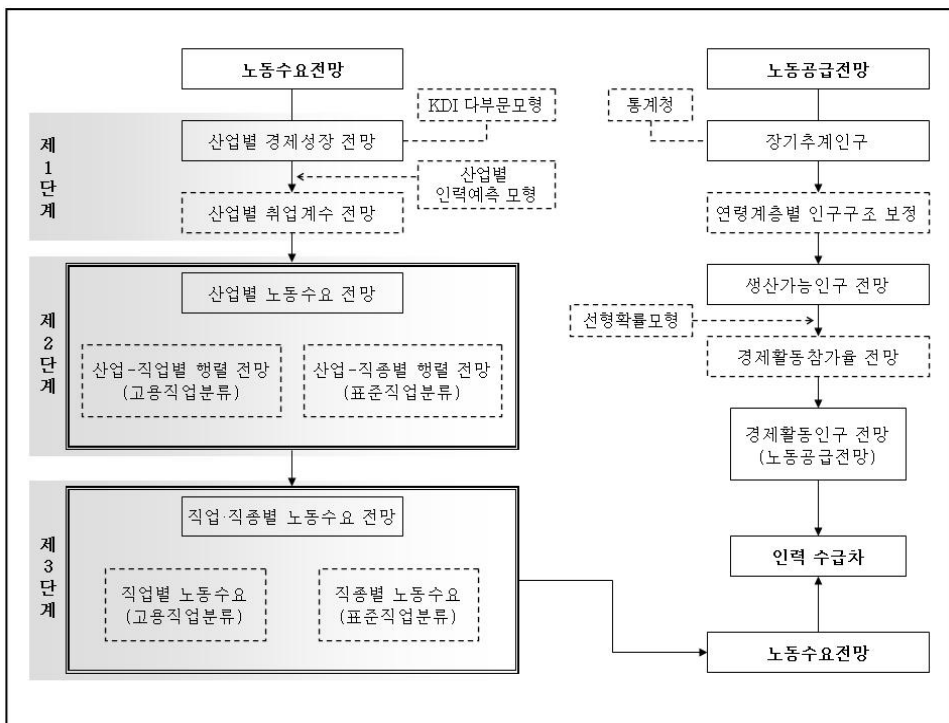 노동수요전망
KDI 다부문모형
제1단계
산업별 경제성장 전망
산업별
인력예측 모형
산업별 취업계수 전망
제2단계
산업별 노동수요 전망
산업-직업별 행렬 전망
(고용직업분류)
산업-직종별 행렬 전망
(표준직업분류)
제3단계
직업·직종별 노동수요 전망
직업별 노동수요
(고용직업분류)
직종별 노동수요
(표준직업분류)
노동공급전망
통계청
장기추계인구
연령계층별 인구구조 보정
생산가능인구 전망
선형확률모형
경제활동참가율 전망
경제활동인구 전망
(노동공급전망)
인력 수급차
노동수요전망